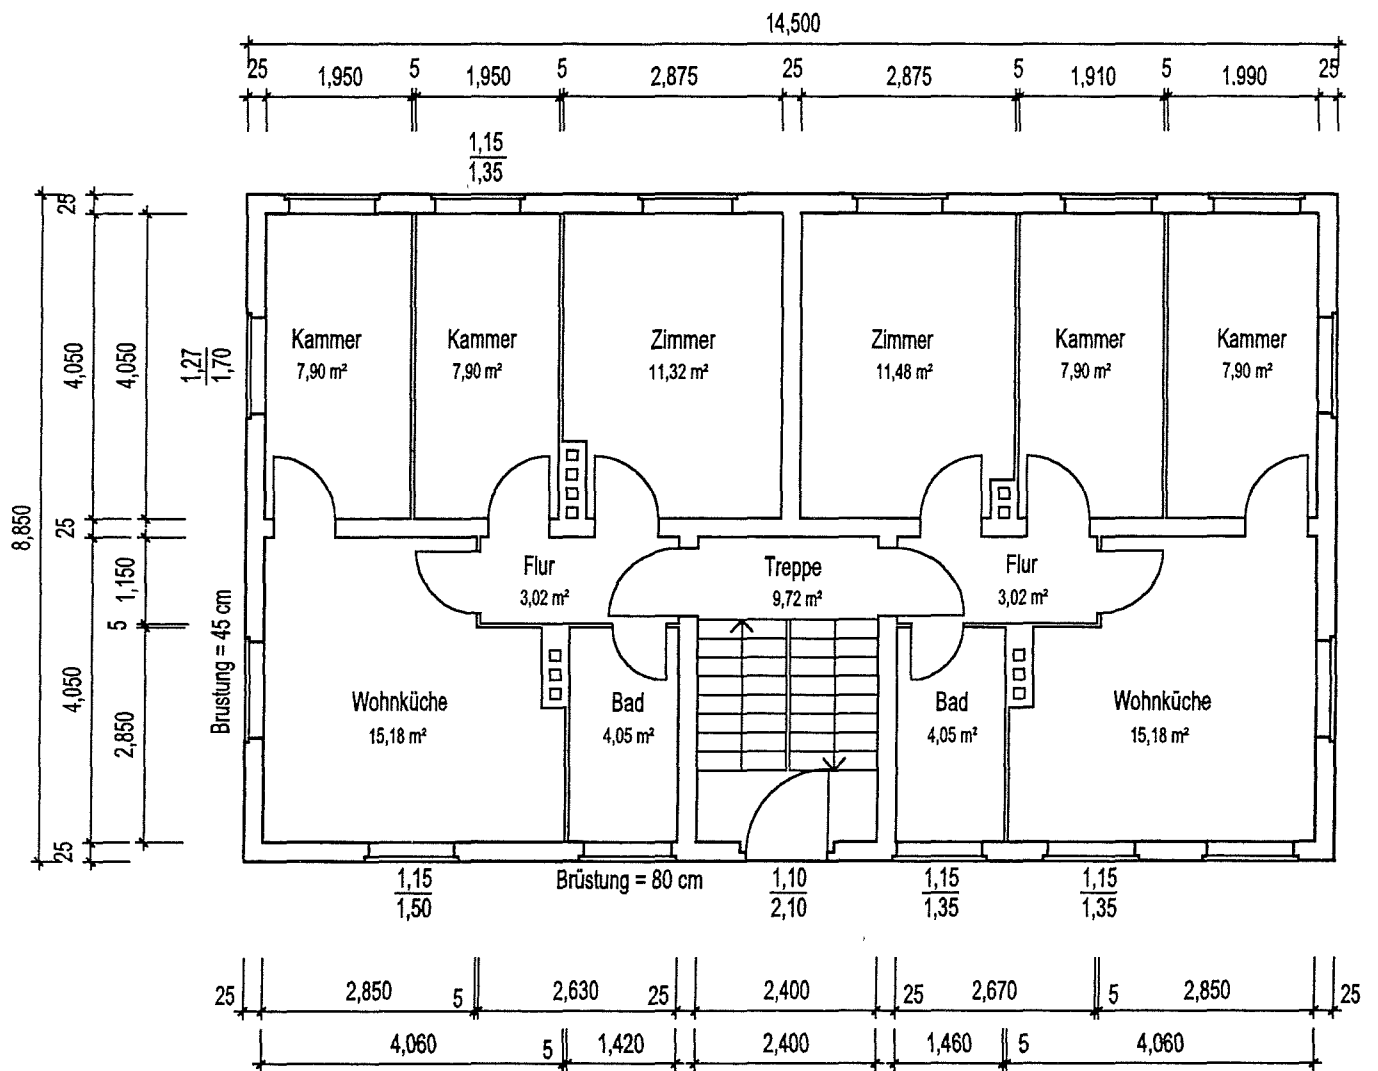 14,500
25 1,950 5 1,950 5 2,875 25 2,875 5 1,910 5 1.990 25
1,15
1,35
25
4,050
4,050
1,27
1,70
8,850
25
1,150
5
4,050
2,850
25
Brustung = 45 cm
Kammer
7,90 m²
Kammer
7,90 m²
Zimmer
11,32 m²
Zimmer
11,48 m²
Kammer
7,90 m²
Kammer
7,90 m²
Flur
3,02 m²
Treppe
9,72 m²
Flur
3,02 m²
Wohnküche
15,18 m²
Bad
4,05 m²
Bad
4,05 m²
Wohnküche
15,18 m²
1,15
1,50
Brüstung = 80 cm
1,10
2,10
1,15
1,35
1,15
1,35
25 2,850 5 2,630 25 2,400 25 2,670 5 2,850 25
4,060 5 1,420 2,400 1,460 5 4,060